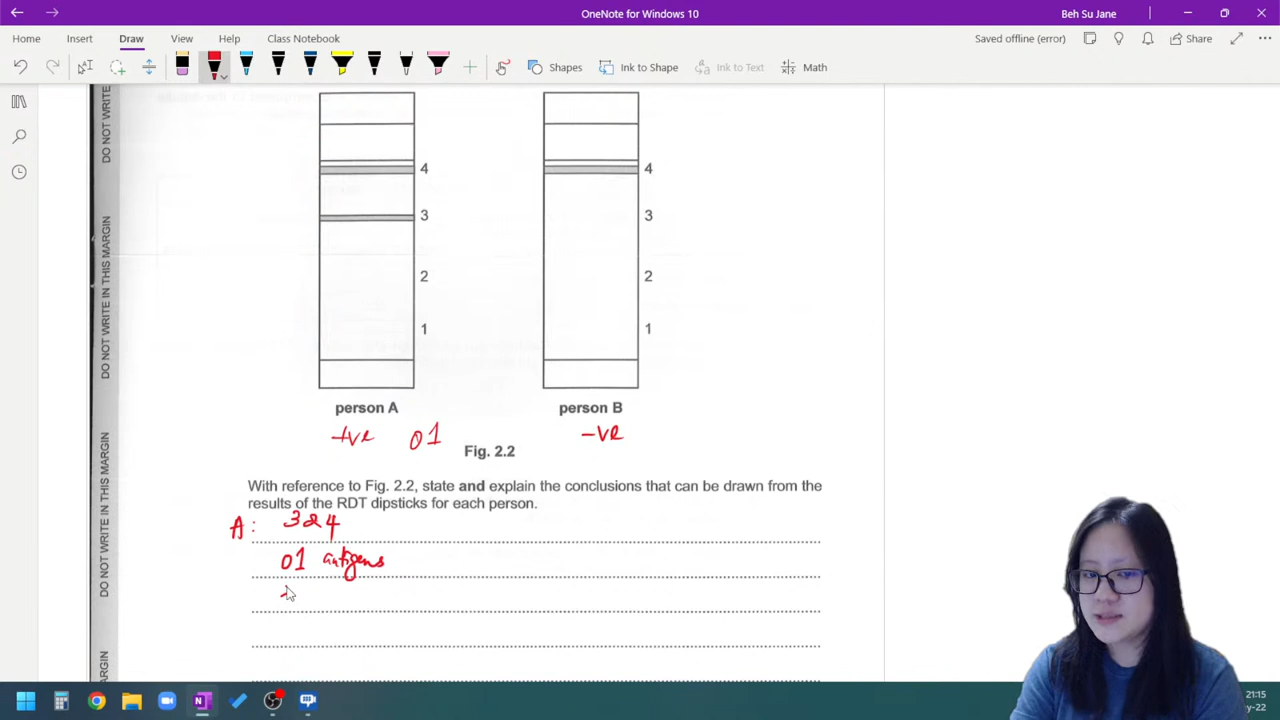 OneNote for Windows 10
Beh Su Jane
Home Insert Draw View Help Class Notebook
Saved offline (error)
Share
Shapes
Ink to Shape
Ink to Text
Math
DO NOT WRITE
DO NOT WRITE IN THIS MARGIN
DO NOT WRITE IN THIS MARGIN
MARGIN
4
3
2
1
4
3
2
1
person A
person B
+ve 01
-ve
Fig. 2.2
With reference to Fig. 2.2, state and explain the conclusions that can be drawn from the
results of the RDT dipsticks for each person.
A: 3 & 4
01 antigens
21:15
y-22